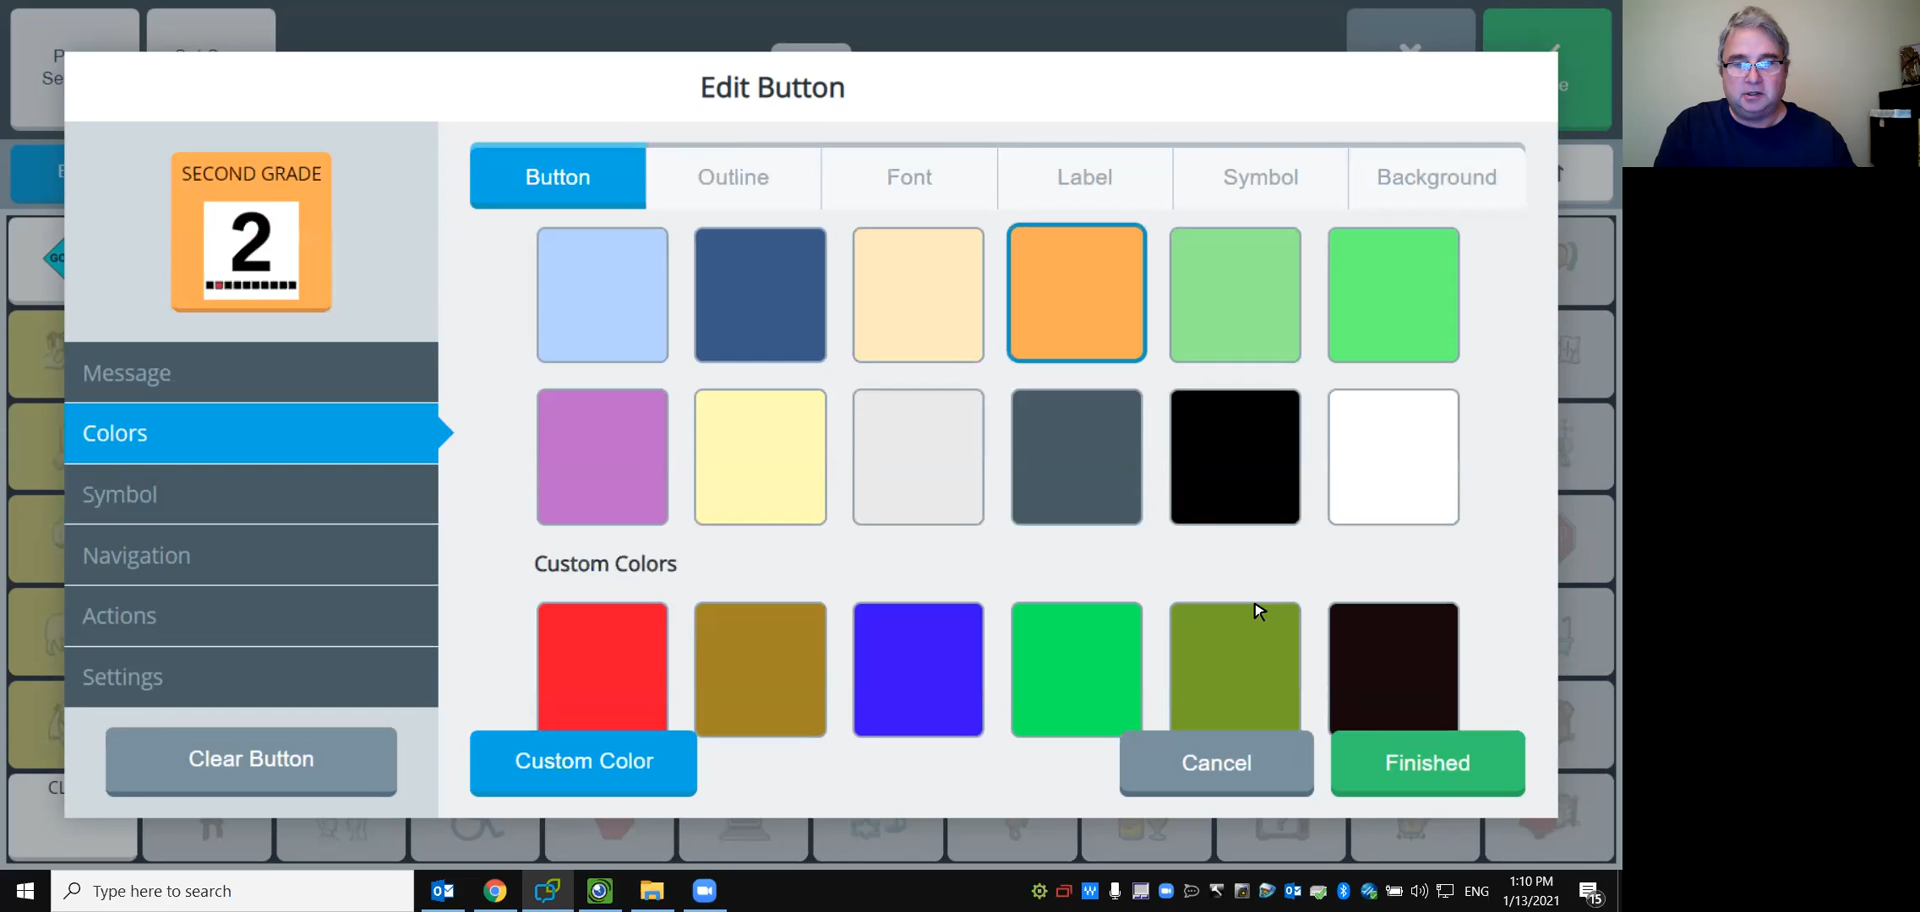 Edit Button
SECOND GRADE
2
Button
Outline
Font
Label
Symbol
Background
Message
Colors
Symbol
Navigation
Actions
Settings
Clear Button
Custom Colors
Custom Color
Cancel
Finished
Type here to search
ENG
1:10 PM
1/13/2021
15